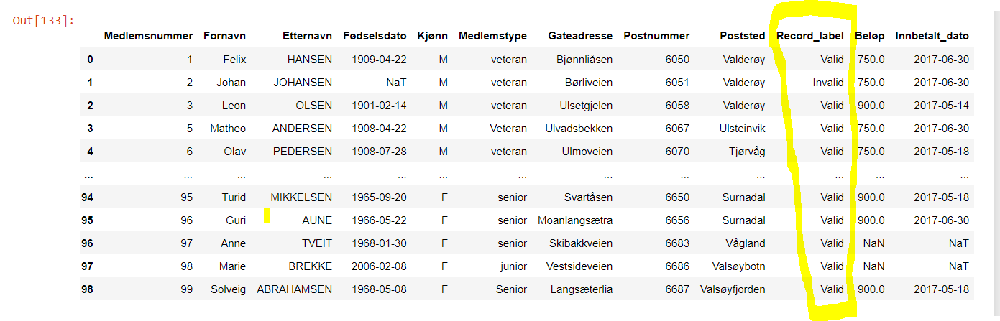 Out[133]:
Medlemsnummer Fornavn Etternavn Fødselsdato Kjønn Medlemstype Gateadresse Postnummer Poststed Record_label Beløp Innbetalt_dato
0 1 Felix HANSEN 1909-04-22 M veteran Bjønnliåsen 6050 Valderøy Valid 750.0 2017-06-30
1 2 Johan JOHANSEN NaT M veteran Børliveien 6051 Valderøy Invalid 750.0 2017-06-30
2 3 Leon OLSEN 1901-02-14 M veteran Ulsetgjelen 6058 Valderøy Valid 900.0 2017-05-14
3 5 Matheo ANDERSEN 1908-04-22 M Veteran Ulvadsbekken 6067 Ulsteinvik Valid 750.0 2017-06-30
4 6 Olav PEDERSEN 1908-07-28 M veteran Ulmoveien 6070 Tjørvåg Valid 750.0 2017-05-18
... ... ... ... ... ... ... ... ... ... ... ... ...
94 95 Turid MIKKELSEN 1965-09-20 F senior Svartåsen 6650 Surnadal Valid 900.0 2017-05-18
95 96 Guri AUNE 1966-05-22 F senior Moanlangsætra 6656 Surnadal Valid 900.0 2017-06-30
96 97 Anne TVEIT 1968-01-30 F senior Skibakkveien 6683 Vågland Valid NaN NaT
97 98 Marie BREKKE 2006-02-08 F junior Vestsideveien 6686 Valsøybotn Valid NaN NaT
98 99 Solveig ABRAHAMSEN 1968-05-08 F Senior Langsæterlia 6687 Valsøyfjorden Valid 900.0 2017-05-18